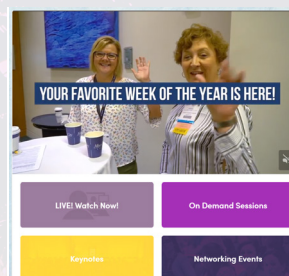 YOUR FAVORITE WEEK OF THE YEAR IS HERE!
LIVE! Watch Now!
On Demand Sessions
Keynotes
Networking Events